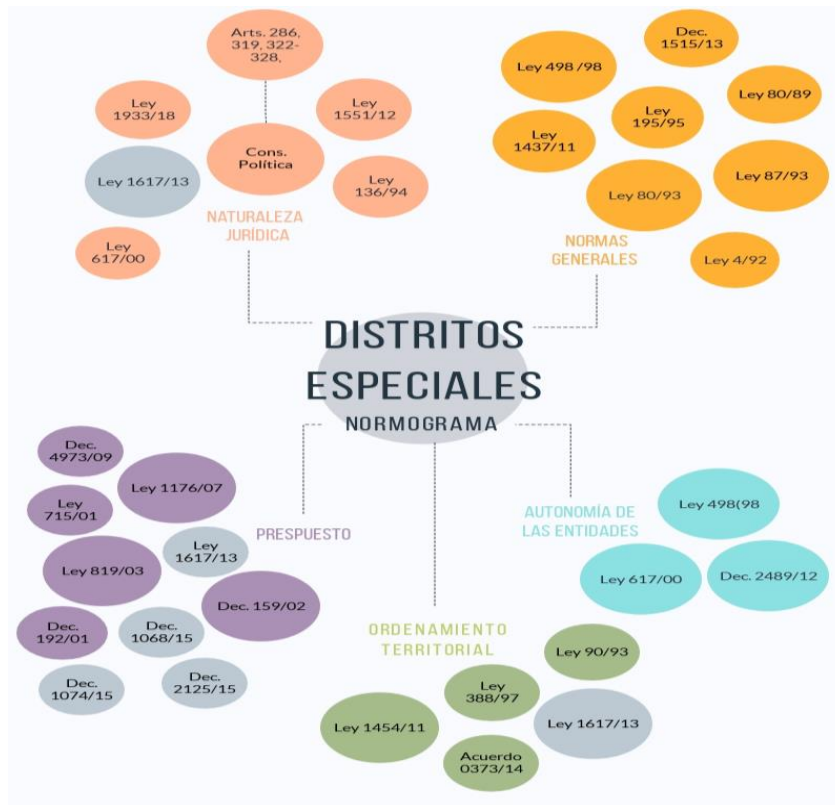 Arts. 286,
319, 322-
328,
Ley
1933/18
Ley
1551/12
Cons.
Política
Ley 1617/13
Ley
136/94
NATURALEZA
JURÍDICA
Ley
617/00
Dec.
1515/13
Ley 498 /98
Ley 80/89
Ley
195/95
Ley
1437/11
Ley 87/93
Ley 80/93
NORMAS
GENERALES
Ley 4/92
DISTRITOS
ESPECIALES
NORMOGRAMA
Dec.
4973/09
Ley 1176/07
Ley
715/01
PRESPUESTO
Ley
1617/13
Ley 819/03
Dec. 159/02
Dec.
192/01
Dec.
1068/15
Dec.
1074/15
Dec.
2125/15
AUTONOMÍA DE
LAS ENTIDADES
Ley 498(98
Ley 617/00
Dec. 2489/12
ORDENAMIENTO
TERRITORIAL
Ley 90/93
Ley
388/97
Ley 1454/11
Ley 1617/13
Acuerdo
0373/14